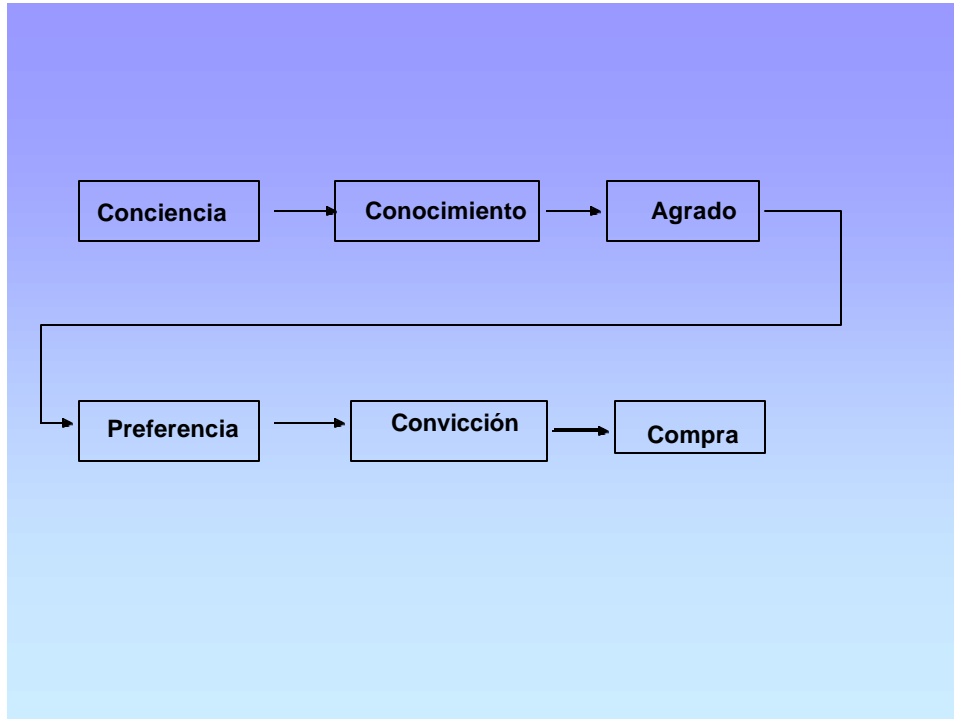 Conciencia
Conocimiento
Agrado
Preferencia
Convicción
Compra